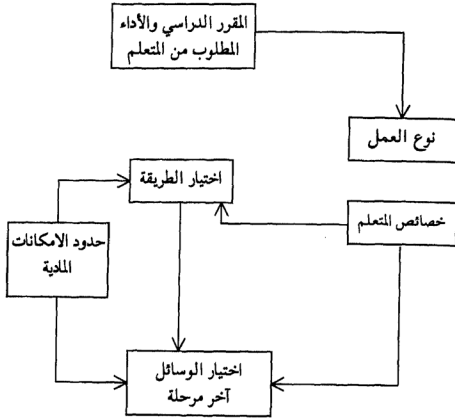 المقرر الدراسي والأداء
المطلوب من المتعلم
نوع العمل
اختيار الطريقة
خصائص المتعلم
حدود الامكانات
المادية
اختيار الوسائل
آخر مرحلة